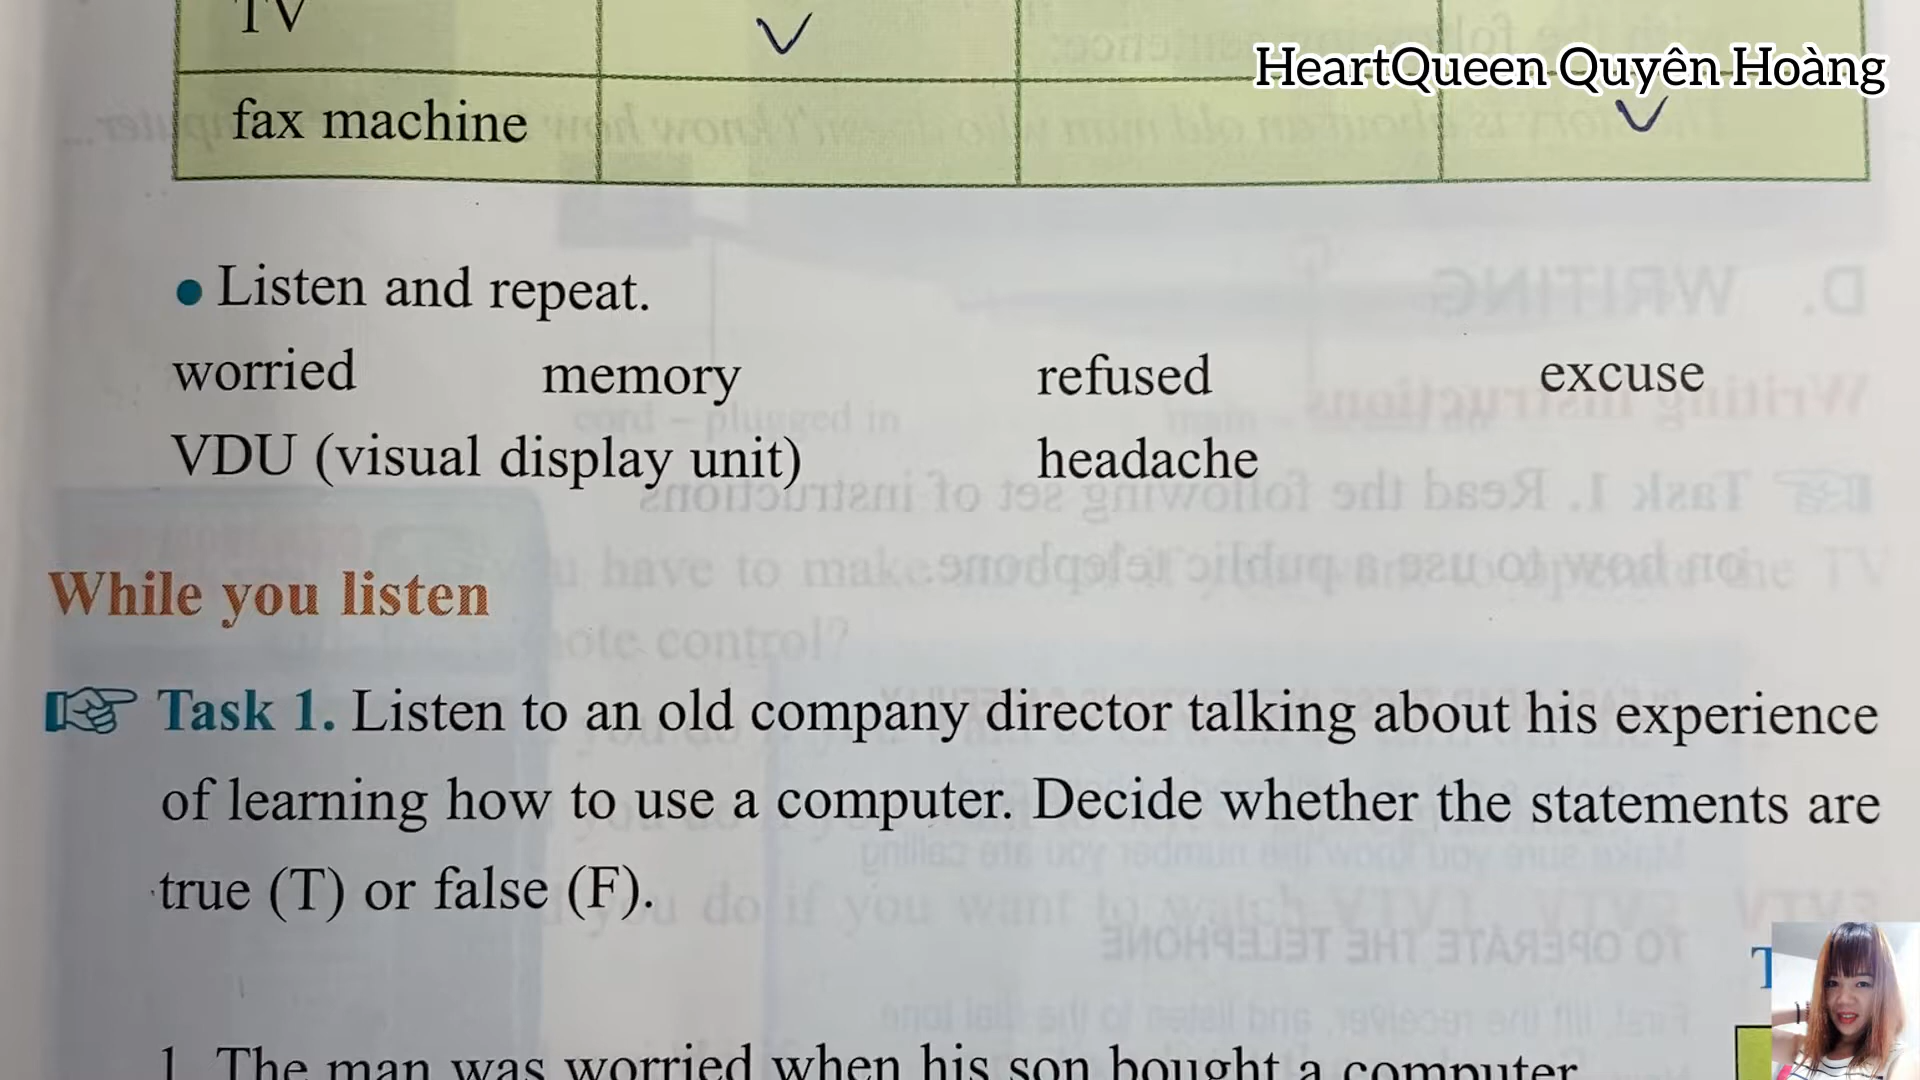 TV
HeartQueen Quyên Hoàng
fax machine
• Listen and repeat.
worried memory refused excuse
VDU (visual display unit) headache
While you listen
Task 1. Listen to an old company director talking about his experience
of learning how to use a computer. Decide whether the statements are
true (T) or false (F).
T
1. The man was worried when his son bought a computer.